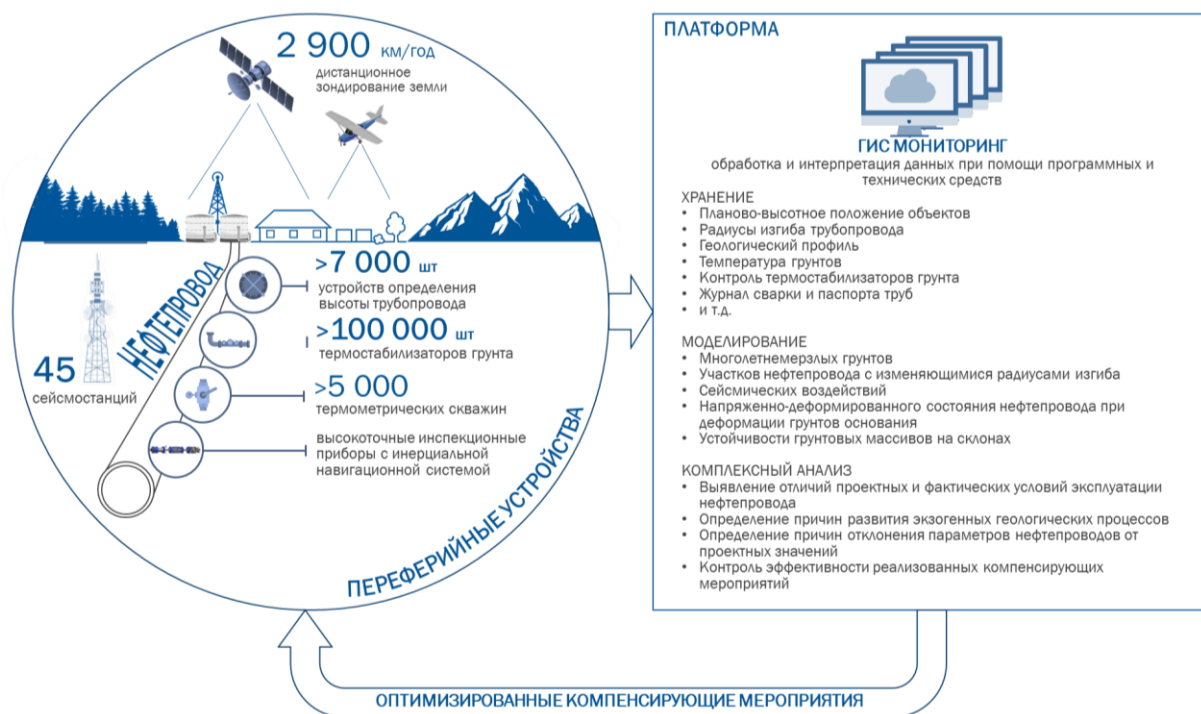 2 900 км/год
дистанционное
зондирование земли
>7 000 шт
устройств определения
высоты трубопровода
>100 000 шт
термостабилизаторов грунта
>5 000
термометрических скважин
высокоточные инспекционные
приборы с инерциальной
навигационной системой
НЕФТЕПРОВОД
45
сейсмостанций
ПЕРЕФЕРИЙНЫЕ УСТРОЙСТВА
ПЛАТФОРМА
ГИС МОНИТОРИНГ
обработка и интерпретация данных при помощи программных и
технических средств
ХРАНЕНИЕ
• Планово-высотное положение объектов
• Радиусы изгиба трубопровода
• Геологический профиль
• Температура грунтов
• Контроль термостабилизаторов грунта
• Журнал сварки и паспорта труб
• и т.д.
МОДЕЛИРОВАНИЕ
• Многолетнемерзлых грунтов
• Участков нефтепровода с изменяющимися радиусами изгиба
• Сейсмических воздействий
• Напряженно-деформированного состояния нефтепровода при
деформации грунтов основания
• Устойчивости грунтовых массивов на склонах
КОМПЛЕКСНЫЙ АНАЛИЗ
• Выявление отличий проектных и фактических условий эксплуатации
нефтепровода
• Определение причин развития экзогенных геологических процессов
• Определение причин отклонения параметров нефтепроводов от
проектных значений
• Контроль эффективности реализованных компенсирующих
мероприятий
ОПТИМИЗИРОВАННЫЕ КОМПЕНСИРУЮЩИЕ МЕРОПРИЯТИЯ